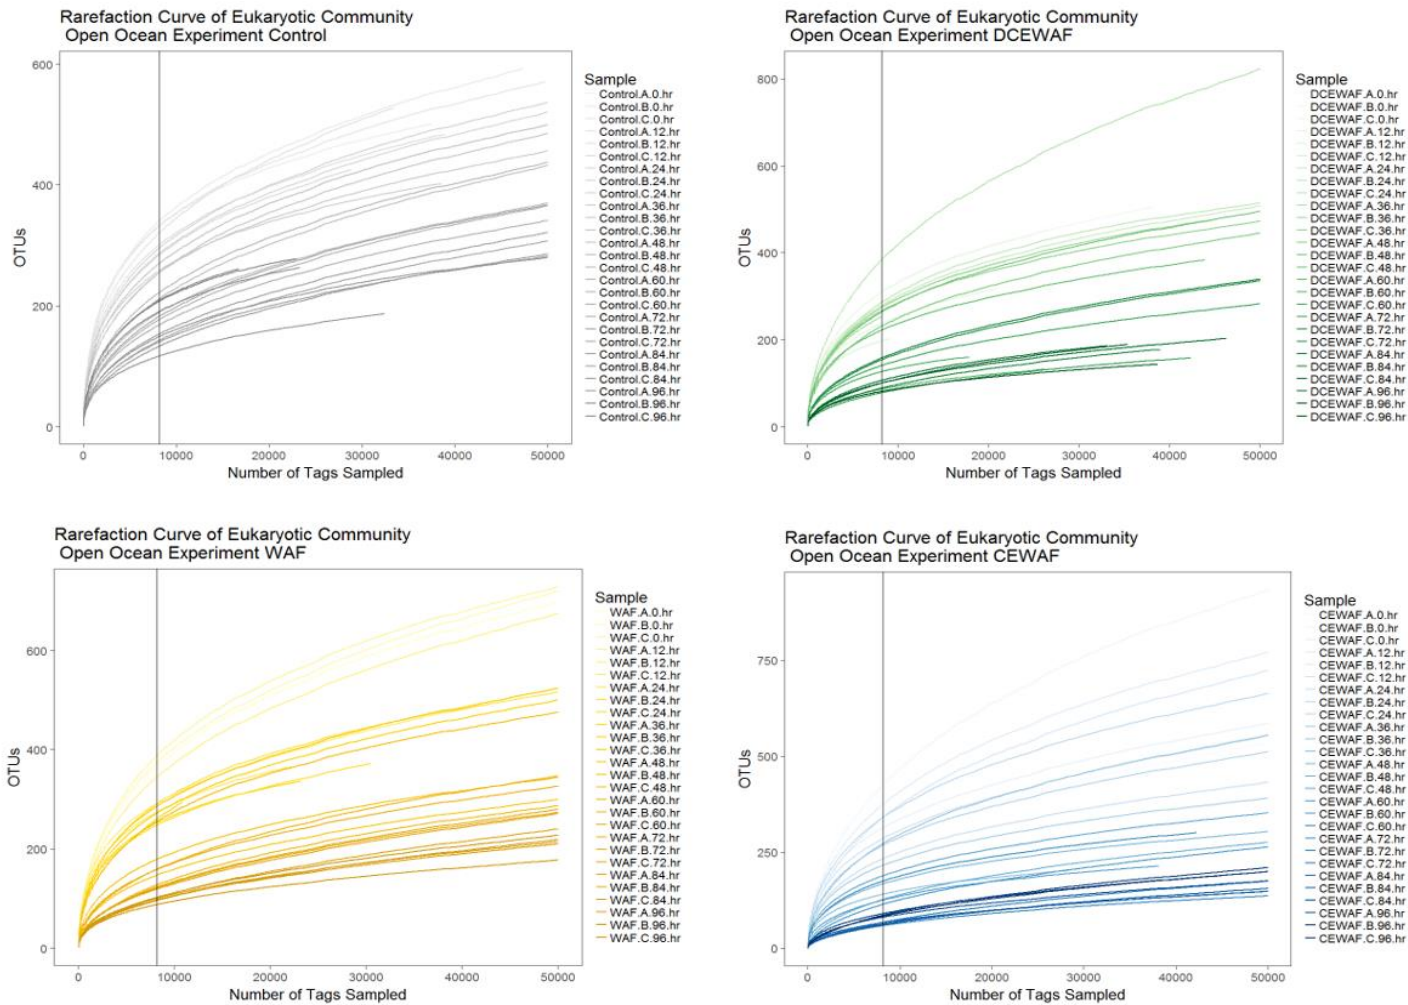 Rarefaction Curve of Eukaryotic Community
Open Ocean Experiment Control
OTUs
600
400
200
0
0 10000 20000 30000 40000 50000
Number of Tags Sampled
Sample
Control.A.0.hr
Control.B.0.hr
Control.C.0.hr
Control.A.12.hr
Control.B.12.hr
Control.C.12.hr
Control.A.24.hr
Control.B.24.hr
Control.C.24.hr
Control.A.36.hr
Control.B.36.hr
Control.C.36.hr
Control.A.48.hr
Control.B.48.hr
Control.C.48.hr
Control.A.60.hr
Control.B.60.hr
Control.C.60.hr
Control.A.72.hr
Control.B.72.hr
Control.C.72.hr
Control.A.84.hr
Control.B.84.hr
Control.C.84.hr
Control.A.96.hr
Control.B.96.hr
Control.C.96.hr
Rarefaction Curve of Eukaryotic Community
Open Ocean Experiment DCEWAF
OTUs
800
600
400
200
0
0 10000 20000 30000 40000 50000
Number of Tags Sampled
Sample
DCEWAF.A.0.hr
DCEWAF.B.0.hr
DCEWAF.C.0.hr
DCEWAF.A.12.hr
DCEWAF.B.12.hr
DCEWAF.C.12.hr
DCEWAF.A.24.hr
DCEWAF.B.24.hr
DCEWAF.C.24.hr
DCEWAF.A.36.hr
DCEWAF.B.36.hr
DCEWAF.C.36.hr
DCEWAF.A.48.hr
DCEWAF.B.48.hr
DCEWAF.C.48.hr
DCEWAF.A.60.hr
DCEWAF.B.60.hr
DCEWAF.C.60.hr
DCEWAF.A.72.hr
DCEWAF.B.72.hr
DCEWAF.C.72.hr
DCEWAF.A.84.hr
DCEWAF.B.84.hr
DCEWAF.C.84.hr
DCEWAF.A.96.hr
DCEWAF.B.96.hr
DCEWAF.C.96.hr
Rarefaction Curve of Eukaryotic Community
Open Ocean Experiment WAF
OTUs
600
400
200
0
0 10000 20000 30000 40000 50000
Number of Tags Sampled
Sample
WAF.A.0.hr
WAF.B.0.hr
WAF.C.0.hr
WAF.A.12.hr
WAF.B.12.hr
WAF.C.12.hr
WAF.A.24.hr
WAF.B.24.hr
WAF.C.24.hr
WAF.A.36.hr
WAF.B.36.hr
WAF.C.36.hr
WAF.A.48.hr
WAF.B.48.hr
WAF.C.48.hr
WAF.A.60.hr
WAF.B.60.hr
WAF.C.60.hr
WAF.A.72.hr
WAF.B.72.hr
WAF.C.72.hr
WAF.A.84.hr
WAF.B.84.hr
WAF.C.84.hr
WAF.A.96.hr
WAF.B.96.hr
WAF.C.96.hr
Rarefaction Curve of Eukaryotic Community
Open Ocean Experiment CEWAF
OTUs
750
500
250
0
0 10000 20000 30000 40000 50000
Number of Tags Sampled
Sample
CEWAF.A.0.hr
CEWAF.B.0.hr
CEWAF.C.0.hr
CEWAF.A.12.hr
CEWAF.B.12.hr
CEWAF.C.12.hr
CEWAF.A.24.hr
CEWAF.B.24.hr
CEWAF.C.24.hr
CEWAF.A.36.hr
CEWAF.B.36.hr
CEWAF.C.36.hr
CEWAF.A.48.hr
CEWAF.B.48.hr
CEWAF.C.48.hr
CEWAF.A.60.hr
CEWAF.B.60.hr
CEWAF.C.60.hr
CEWAF.A.72.hr
CEWAF.B.72.hr
CEWAF.C.72.hr
CEWAF.A.84.hr
CEWAF.B.84.hr
CEWAF.C.84.hr
CEWAF.A.96.hr
CEWAF.B.96.hr
CEWAF.C.96.hr